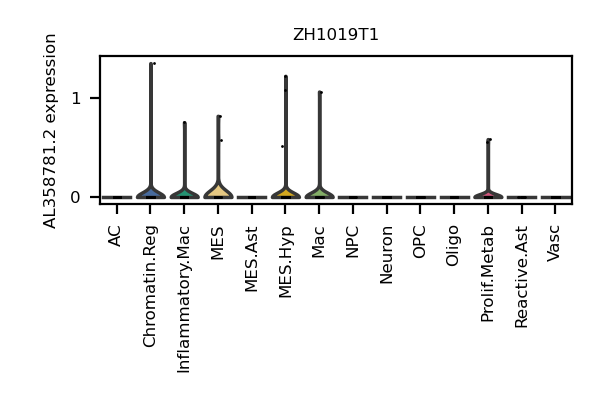 ZH1019T1
AL358781.2 expression
1
0
AC
Chromatin.Reg
Inflammatory.Mac
MES
MES.Ast
MES.Hyp
Mac
NPC
Neuron
OPC
Oligo
Prolif.Metab
Reactive.Ast
Vasc